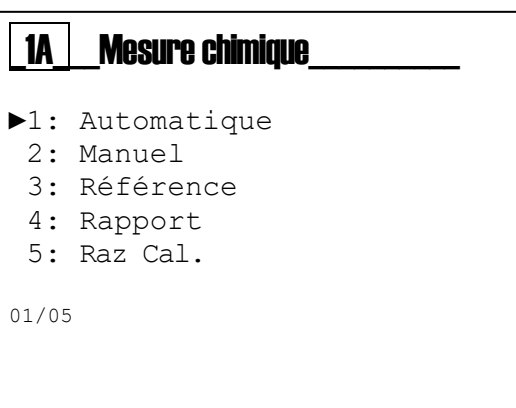 1A Mesure chimique
►1: Automatique
2: Manuel
3: Référence
4: Rapport
5: Raz Cal.
01/05